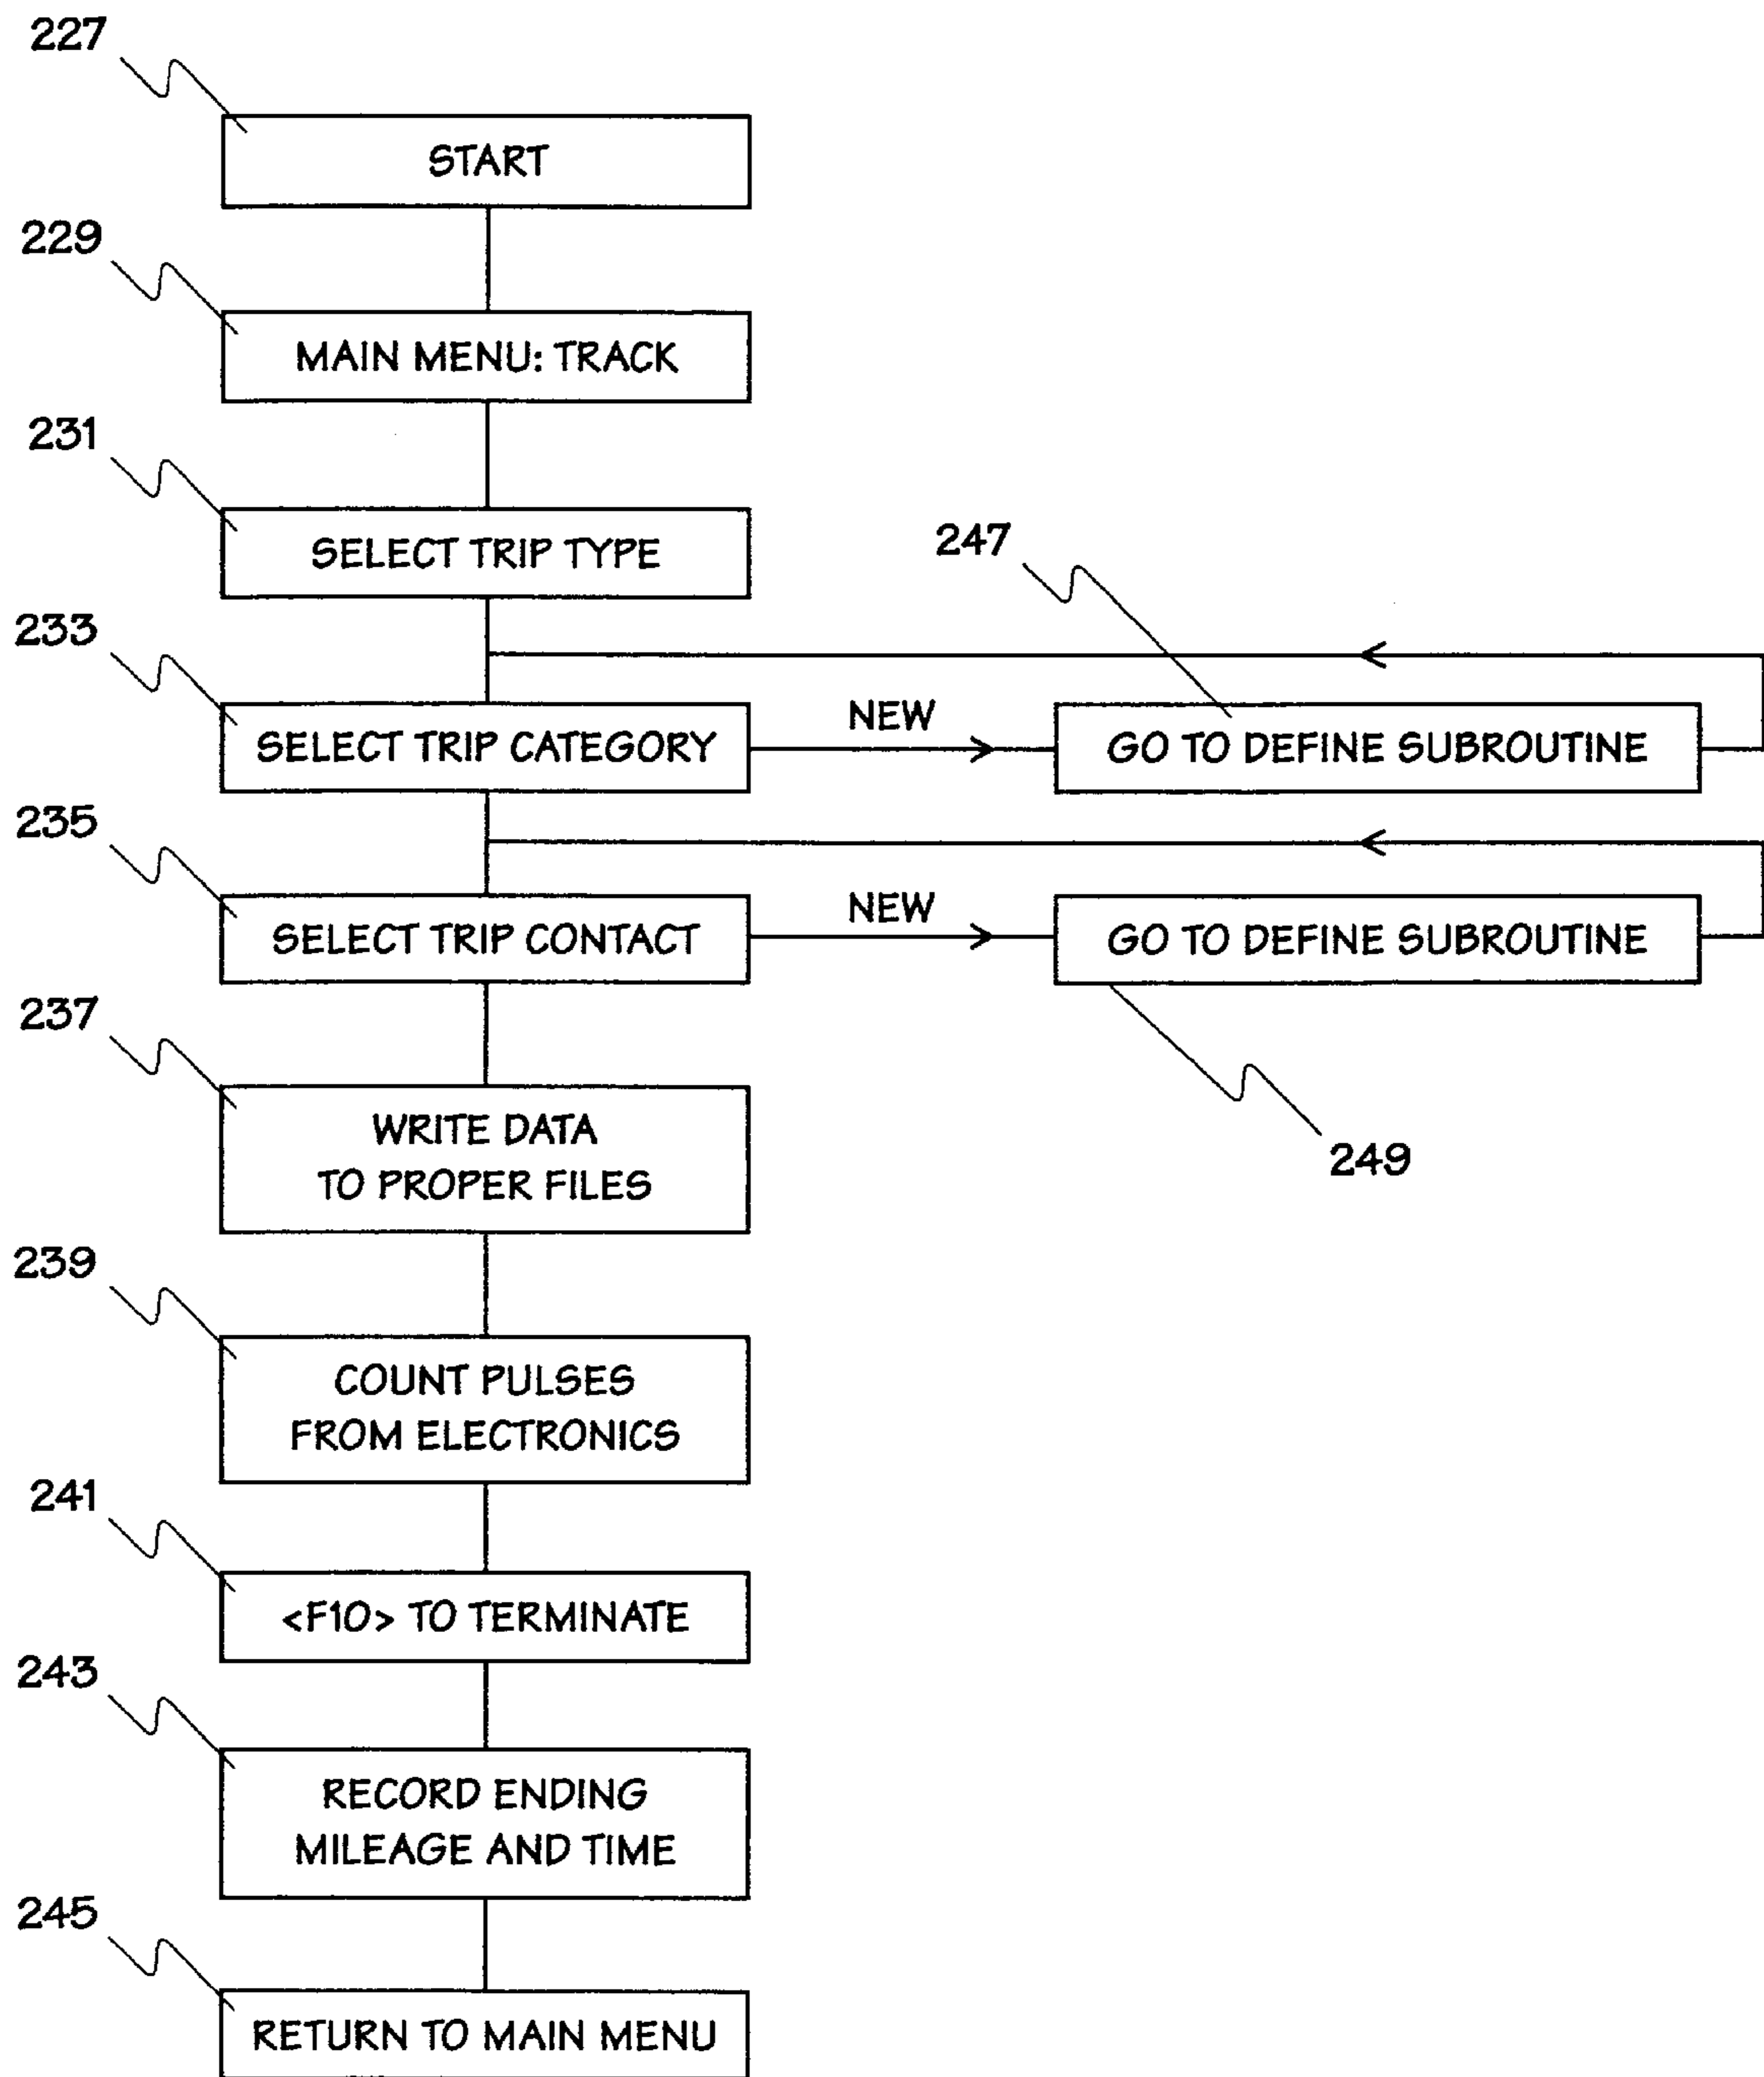 227
START
229
MAIN MENU: TRACK
231
SELECT TRIP TYPE
247
233
SELECT TRIP CATEGORY
NEW
GO TO DEFINE SUBROUTINE
235
SELECT TRIP CONTACT
NEW
GO TO DEFINE SUBROUTINE
237
WRITE DATA
TO PROPER FILES
249
239
COUNT PULSES
FROM ELECTRONICS
241
<F10> TO TERMINATE
243
RECORD ENDING
MILEAGE AND TIME
245
RETURN TO MAIN MENU